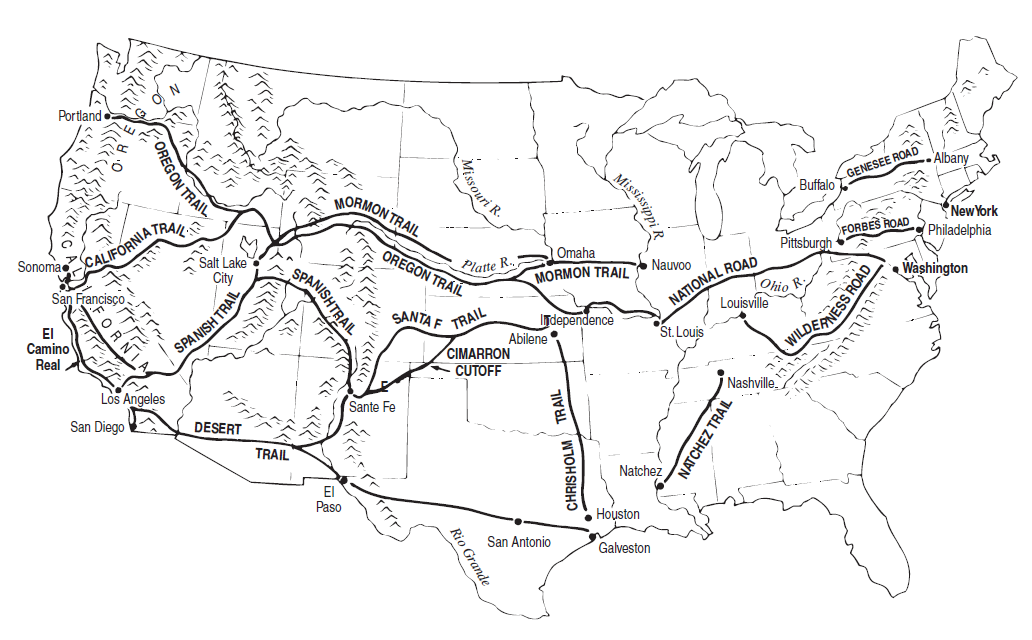 Portland
OREGON
OREGON TRAIL
CALIFORNIA TRAIL
Sonoma
San Francisco
CALIFORNIA
El
Camino
Real
Los Angeles
San Diego
Salt Lake
City
SPANISH TRAIL
SPANISH TRAIL
DESERT
TRAIL
MORMON TRAIL
OREGON TRAIL
Missouri R.
Platte R.
Omaha
MORMON TRAIL
Nauvoo
Mississippi R.
SANTA F TRAIL
E
CIMARRON
CUTOFF
Sante Fe
Independence
Abilene
CHRISHOLM TRAIL
El
Paso
San Antonio
Rio Grande
Houston
Galveston
St. Louis
NATIONAL ROAD
Louisville
Ohio R.
WILDERNESS ROAD
Nashville
NATCHEZ TRAIL
Natchez
Buffalo
GENESEE ROAD
Albany
New York
Pittsburgh
FORBES ROAD
Philadelphia
Washington